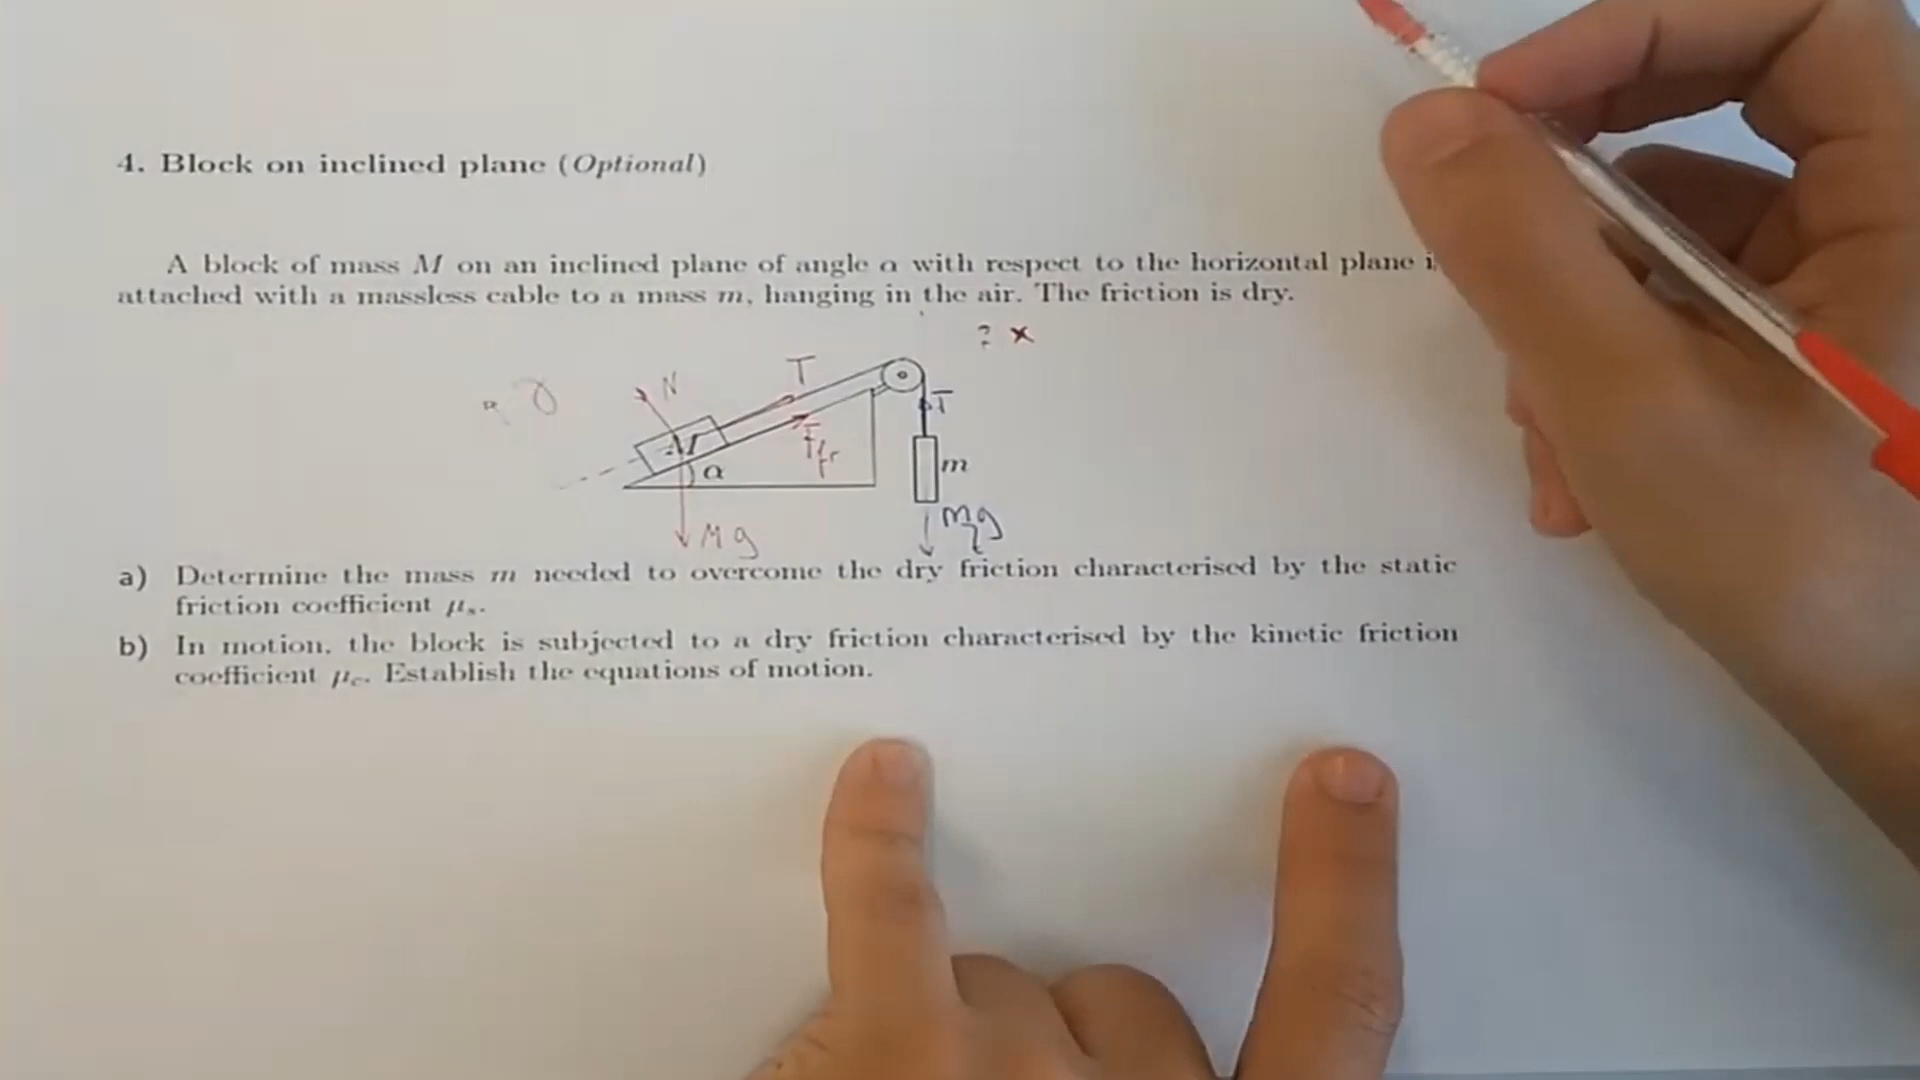 4. Block on inclined plane (Optional)
A block of mass M on an inclined plane of angle α with respect to the horizontal plane
attached with a massless cable to a mass m, hanging in the air. The friction is dry.
? x
T
N
T
F_fr
M
α
m
Mg
a) Determine the mass m needed to overcome the dry friction characterised by the static
friction coefficient μₛ.
b) In motion, the block is subjected to a dry friction characterised by the kinetic friction
coefficient μ_c. Establish the equations of motion.